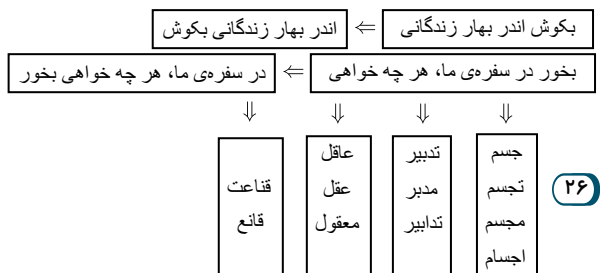 بکوش اندر بهار زندگانی ⇐ اندر بهار زندگانی بکوش
بخور در سفره‌ی ما، هر چه خواهی ⇐ در سفره‌ی ما، هر چه خواهی بخور
⇓ ⇓ ⇓ ⇓
جسم تدبیر عاقل
۲۶ تجسم مدبر عقل قناعت
مجسم تدابیر معقول قانع
اجسام